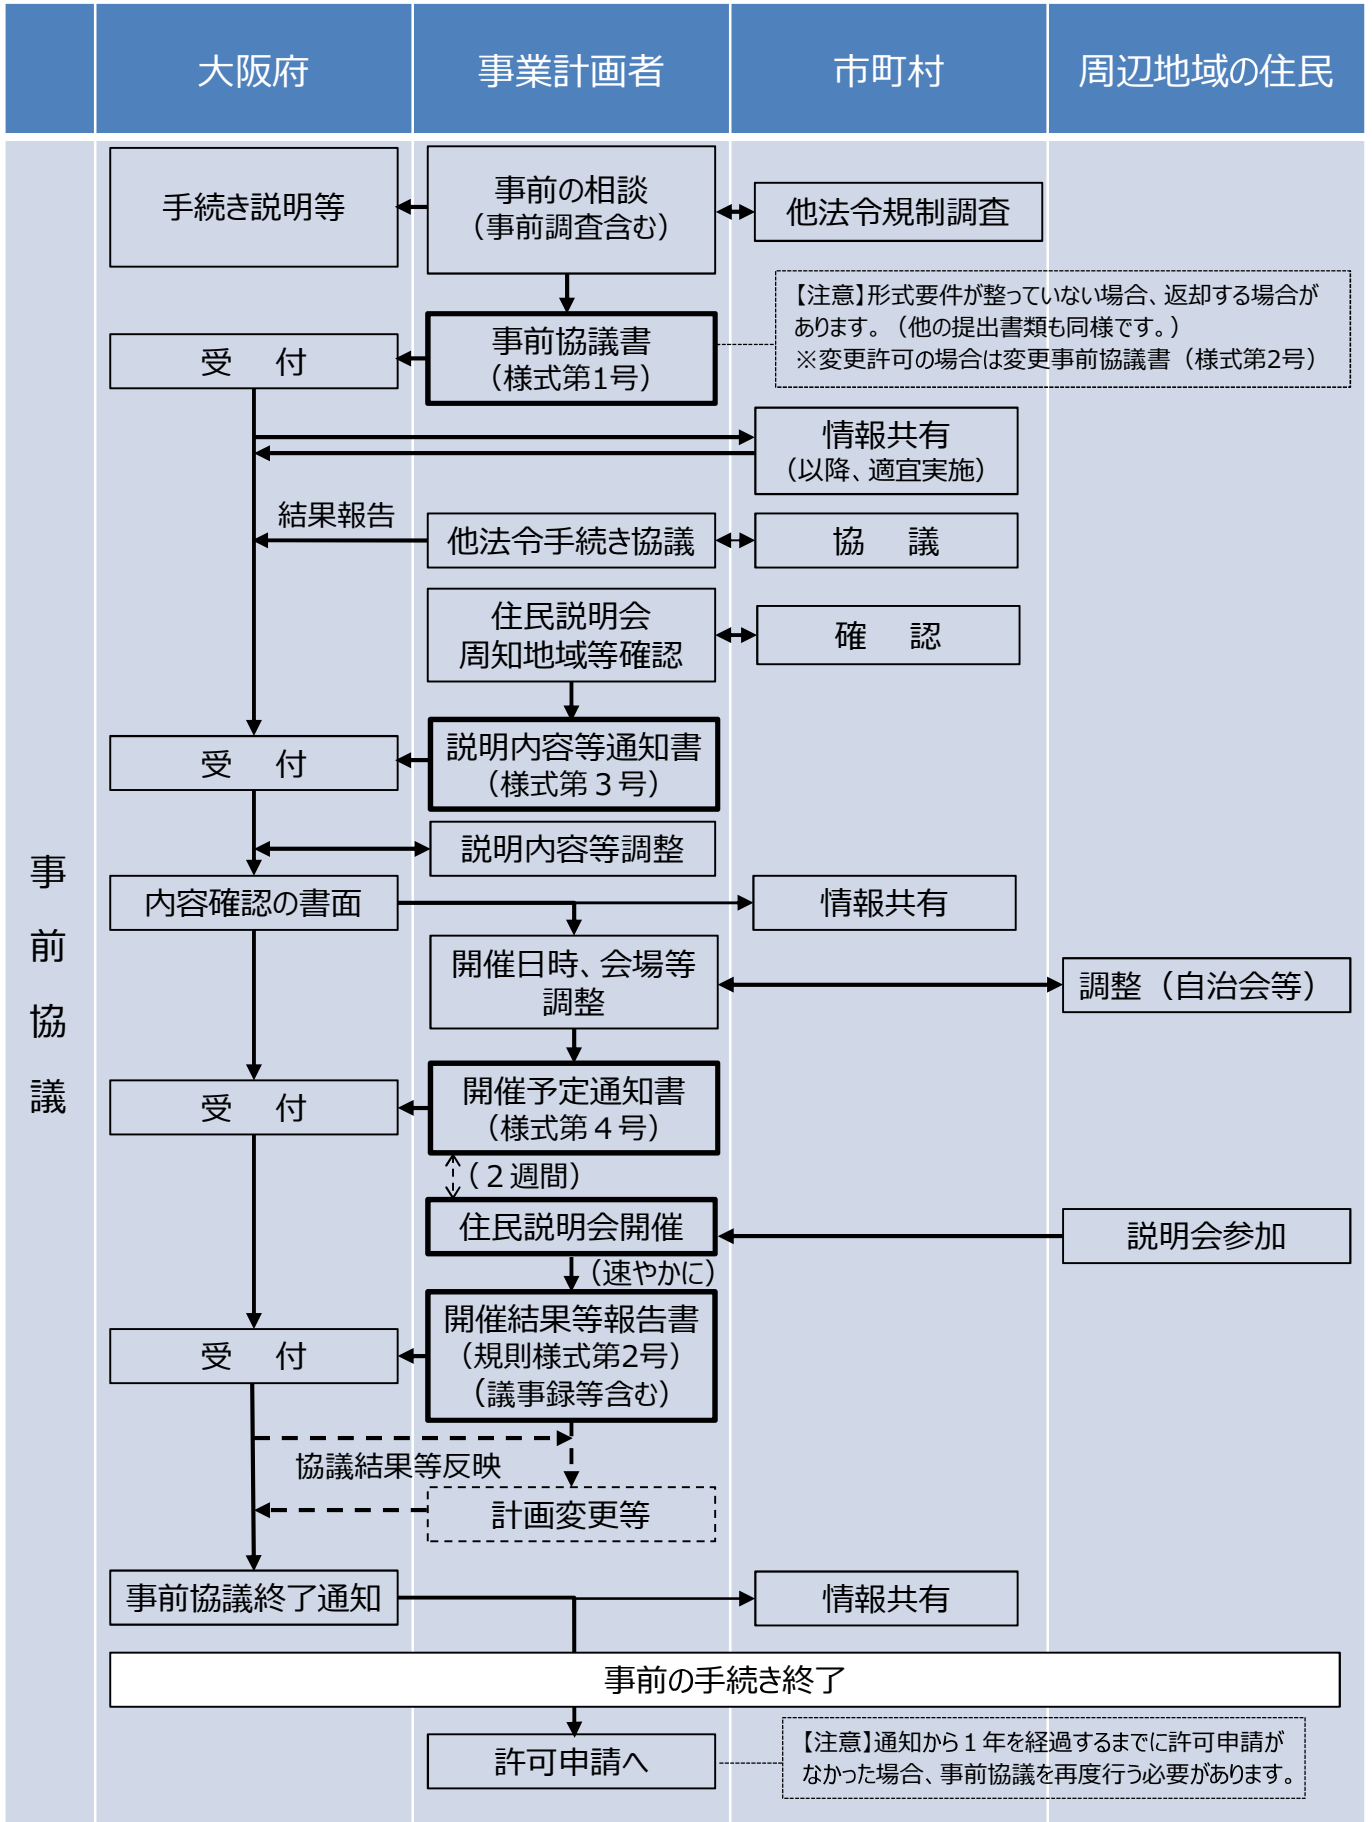 大阪府
事業計画者
市町村
周辺地域の住民
事前協議
手続き説明等
事前の相談
（事前調査含む）
他法令規制調査
【注意】形式要件が整っていない場合、返却する場合が
あります。（他の提出書類も同様です。）
※変更許可の場合は変更事前協議書（様式第2号）
受　付
事前協議書
（様式第1号）
情報共有
（以降、適宜実施）
結果報告
他法令手続き協議
協　議
住民説明会
周知地域等確認
確　認
受　付
説明内容等通知書
（様式第３号）
説明内容等調整
内容確認の書面
情報共有
開催日時、会場等
調整
調整（自治会等）
受　付
開催予定通知書
（様式第４号）
（２週間）
住民説明会開催
説明会参加
（速やかに）
受　付
開催結果等報告書
（規則様式第2号）
（議事録等含む）
協議結果等反映
計画変更等
事前協議終了通知
情報共有
事前の手続き終了
許可申請へ
【注意】通知から１年を経過するまでに許可申請が
なかった場合、事前協議を再度行う必要があります。